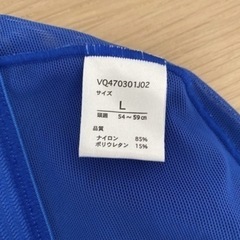 VQ470301J02
サイズ
L
頭囲 54～59㎝
品質
ナイロン 85%
ポリウレタン 15%